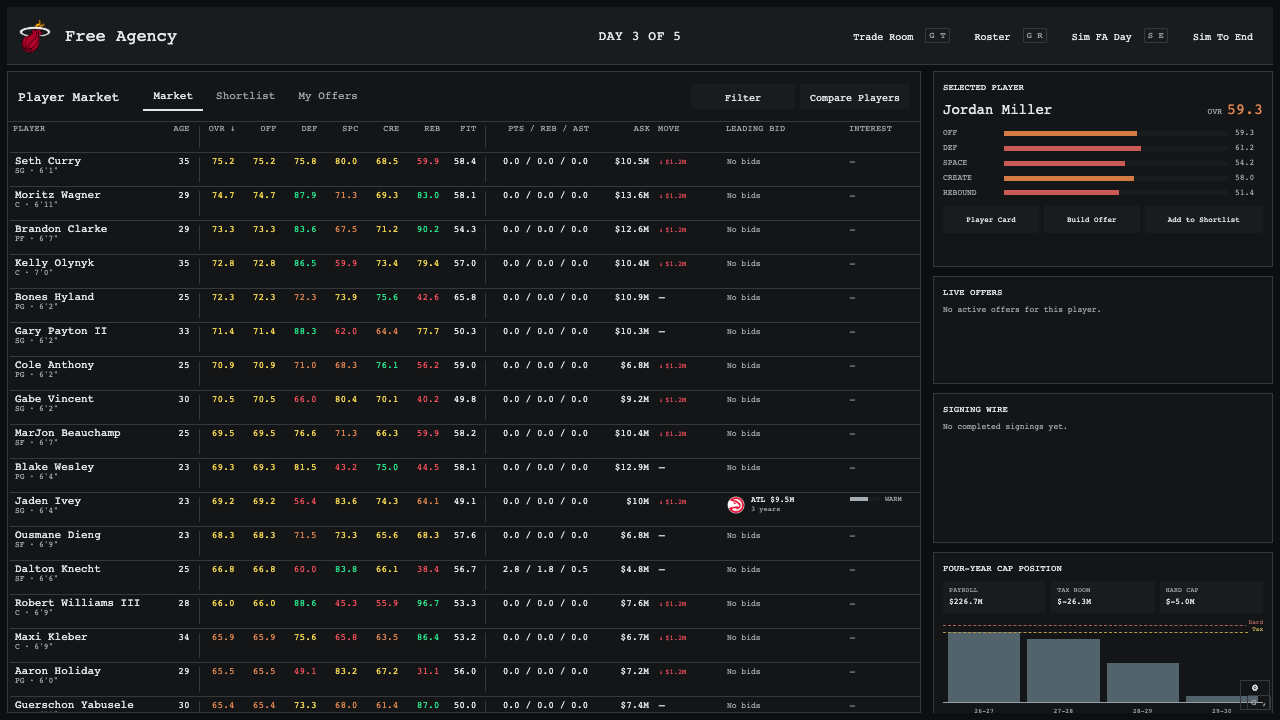 Free Agency
DAY 3 OF 5
Trade Room G T Roster G R Sim FA Day S E Sim To End
Player Market Market Shortlist My Offers Filter Compare Players
PLAYER AGE OVR ↓ OFF DEF SPC CRE REB FIT PTS / REB / AST ASK MOVE LEADING BID INTEREST
Seth Curry 35 75.2 75.2 75.8 80.0 68.5 59.9 58.4 0.0 / 0.0 / 0.0 $10.5M ↓$1.2M No bids —
SG • 6'1"
Moritz Wagner 29 74.7 74.7 87.9 71.3 69.3 83.0 58.1 0.0 / 0.0 / 0.0 $13.6M ↓$1.2M No bids —
C • 6'11"
Brandon Clarke 29 73.3 73.3 83.6 67.5 71.2 90.2 54.3 0.0 / 0.0 / 0.0 $12.6M ↓$1.2M No bids —
PF • 6'7"
Kelly Olynyk 35 72.8 72.8 86.5 59.9 73.4 79.4 57.0 0.0 / 0.0 / 0.0 $10.4M ↓$1.2M No bids —
C • 7'0"
Bones Hyland 25 72.3 72.3 72.3 73.9 75.6 42.6 65.8 0.0 / 0.0 / 0.0 $10.9M — No bids —
PG • 6'2"
Gary Payton II 33 71.4 71.4 88.3 62.0 64.4 77.7 50.3 0.0 / 0.0 / 0.0 $10.3M — No bids —
SG • 6'2"
Cole Anthony 25 70.9 70.9 71.0 68.3 76.1 56.2 59.0 0.0 / 0.0 / 0.0 $6.8M ↓$1.2M No bids —
PG • 6'2"
Gabe Vincent 30 70.5 70.5 66.0 80.4 70.1 40.2 49.8 0.0 / 0.0 / 0.0 $9.2M ↓$1.2M No bids —
SG • 6'2"
MarJon Beauchamp 25 69.5 69.5 76.6 71.3 66.3 59.9 58.2 0.0 / 0.0 / 0.0 $10.4M ↓$1.2M No bids —
SF • 6'7"
Blake Wesley 23 69.3 69.3 81.5 43.2 75.0 44.5 58.1 0.0 / 0.0 / 0.0 $12.9M — No bids —
PG • 6'4"
Jaden Ivey 23 69.2 69.2 56.4 83.6 74.3 64.1 49.1 0.0 / 0.0 / 0.0 $10M ↓$1.2M ATL $9.5M WARM
SG • 6'4" 3 years
Ousmane Dieng 23 68.3 68.3 71.5 73.3 65.6 68.3 57.6 0.0 / 0.0 / 0.0 $6.8M — No bids —
SF • 6'9"
Dalton Knecht 25 66.8 66.8 60.0 83.8 66.1 38.4 56.7 2.8 / 1.8 / 0.5 $4.8M — No bids —
SF • 6'6"
Robert Williams III 28 66.0 66.0 88.6 45.3 55.9 96.7 53.3 0.0 / 0.0 / 0.0 $7.6M ↓$1.2M No bids —
C • 6'9"
Maxi Kleber 34 65.9 65.9 75.6 65.8 63.5 86.4 53.2 0.0 / 0.0 / 0.0 $6.7M ↓$1.2M No bids —
C • 6'9"
Aaron Holiday 29 65.5 65.5 49.1 83.2 67.2 31.1 56.0 0.0 / 0.0 / 0.0 $7.2M ↓$1.2M No bids —
PG • 6'0"
Guerschon Yabusele 30 65.4 65.4 73.3 68.0 61.4 87.0 50.0 0.0 / 0.0 / 0.0 $7.4M — No bids —
SELECTED PLAYER
Jordan Miller OVR 59.3
OFF 59.3
DEF 61.2
SPACE 54.2
CREATE 58.0
REBOUND 51.4
Player Card Build Offer Add to Shortlist
LIVE OFFERS
No active offers for this player.
SIGNING WIRE
No completed signings yet.
FOUR-YEAR CAP POSITION
PAYROLL TAX ROOM HARD CAP
$226.7M $-26.3M $-5.0M
Hard
Tax
26-27 27-28 28-29 29-30